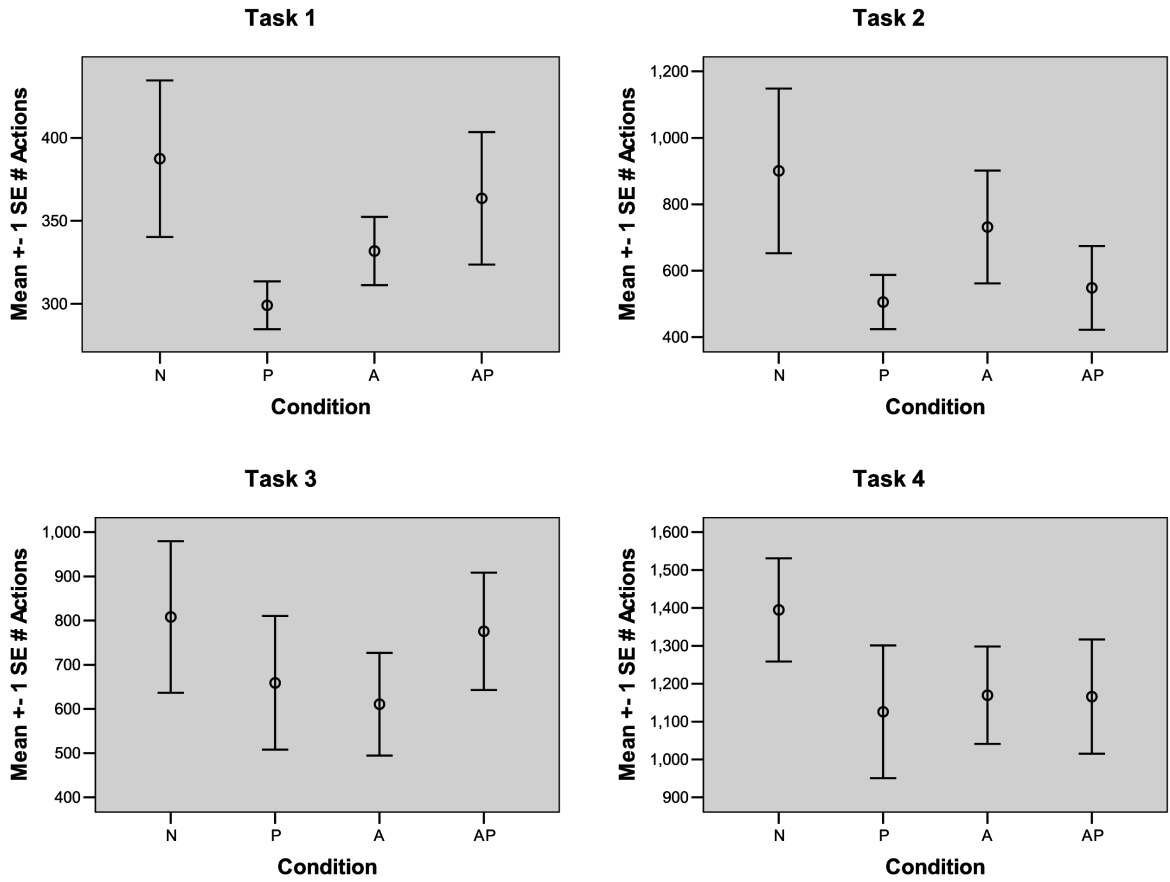 Task 1
Mean +- 1 SE # Actions
400
350
300
N P A AP
Condition
Task 2
Mean +- 1 SE # Actions
1,200
1,000
800
600
400
N P A AP
Condition
Task 3
Mean +- 1 SE # Actions
1,000
900
800
700
600
500
400
N P A AP
Condition
Task 4
Mean +- 1 SE # Actions
1,600
1,500
1,400
1,300
1,200
1,100
1,000
900
N P A AP
Condition